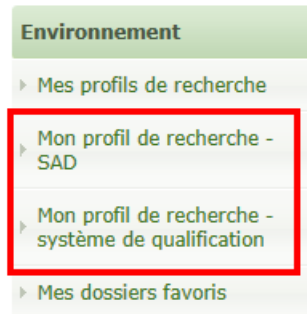 Environnement
Mes profils de recherche
Mon profil de recherche -
SAD
Mon profil de recherche -
système de qualification
Mes dossiers favoris